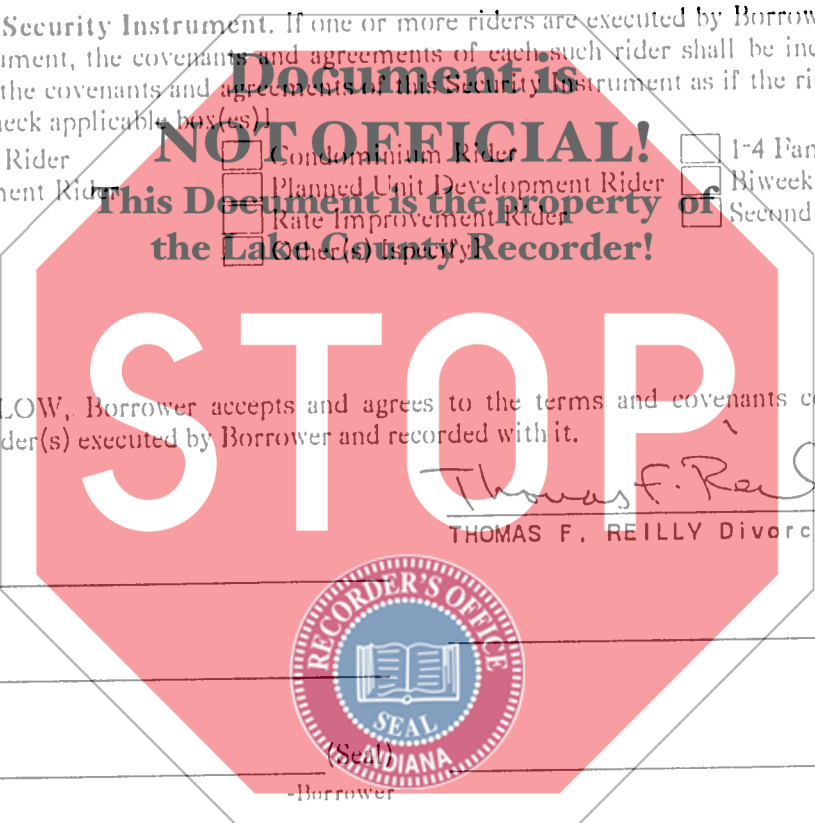 Security Instrument. If one or more riders are executed by Borrow
ument, the covenants and agreements of each such rider shall be inc
the covenants and agreements of this Security Instrument as if the ri
eck applicable box(es)]
Document is
NOT OFFICIAL!
This Document is the property of
the Lake County Recorder!
Rider
Condominium Rider
1-4 Fam
ment Rider
Planned Unit Development Rider
Biweek
Rate Improvement Rider
Second
Other(s) [specify]
STOP
LOW, Borrower accepts and agrees to the terms and covenants c
der(s) executed by Borrower and recorded with it.
Thomas F. Rei
THOMAS F. REILLY Divorc
RECORDER'S OFFICE
SEAL
INDIANA
(Seal)
-Borrower